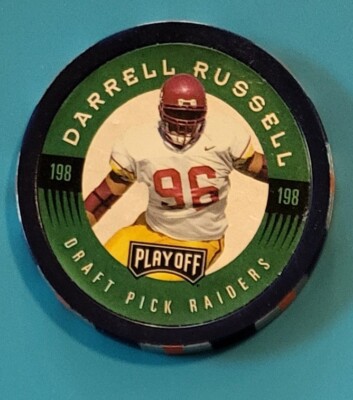 DARRELL RUSSELL
198
198
96
PLAYOFF
DRAFT PICK RAIDERS